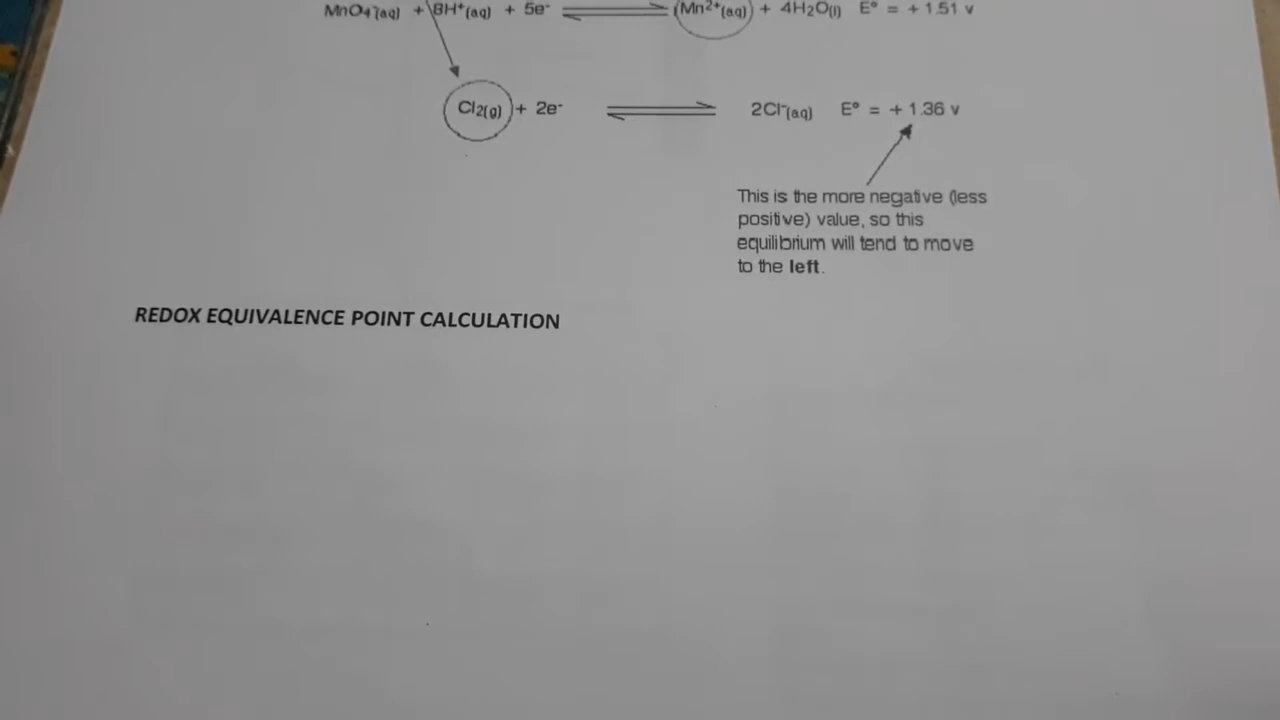 MnO4⁻(aq) + 8H⁺(aq) + 5e⁻ ⇌ Mn²⁺(aq) + 4H2O(l) E° = + 1.51 v
Cl2(g) + 2e⁻ ⇌ 2Cl⁻(aq) E° = + 1.36 v
This is the more negative (less
positive) value, so this
equilibrium will tend to move
to the left.
REDOX EQUIVALENCE POINT CALCULATION